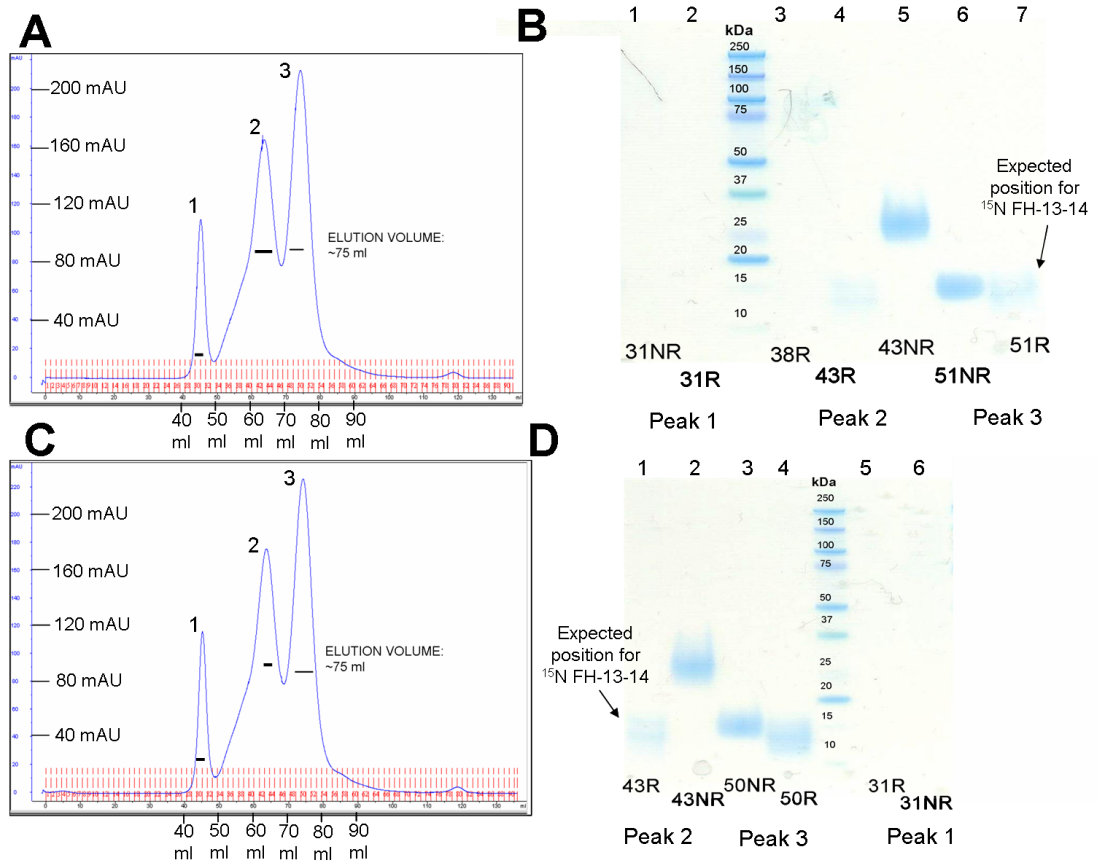 A
mAU
200 mAU
160 mAU
120 mAU
80 mAU
40 mAU
1
2
3
ELUTION VOLUME:
~75 ml
40 ml
50 ml
60 ml
70 ml
80 ml
90 ml
B
1 2 3 4 5 6 7
kDa
250
150
100
75
50
37
25
20
15
10
Expected
position for
15N FH-13-14
31NR
31R
38R
43R
43NR
51NR
51R
Peak 1
Peak 2
Peak 3
C
mAU
200 mAU
160 mAU
120 mAU
80 mAU
40 mAU
1
2
3
ELUTION VOLUME:
~75 ml
40 ml
50 ml
60 ml
70 ml
80 ml
90 ml
D
1 2 3 4 5 6
kDa
250
150
100
75
50
37
25
20
15
10
Expected
position for
15N FH-13-14
43R
43NR
50NR
50R
31R
31NR
Peak 2
Peak 3
Peak 1